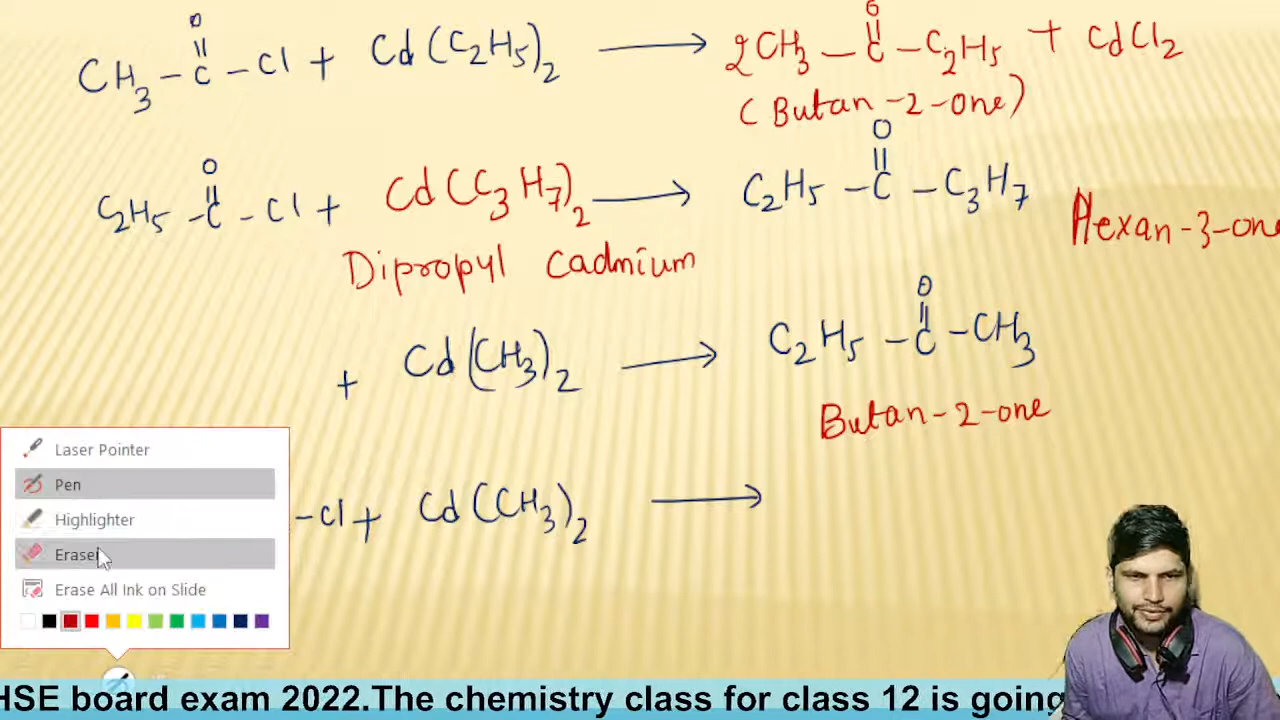 CH3 – C(=O) – Cl + Cd(C2H5)2 ⟶ 2CH3 – C(=O) – C2H5 + CdCl2
(Butan-2-one)
C2H5 – C(=O) – Cl + Cd(C3H7)2 ⟶ C2H5 – C(=O) – C3H7 Hexan-3-one
Dipropyl Cadmium
+ Cd(CH3)2 ⟶ C2H5 – C(=O) – CH3
Butan-2-one
-Cl + Cd(CH3)2 ⟶
Laser Pointer
Pen
Highlighter
Eraser
Erase All Ink on Slide
HSE board exam 2022.The chemistry class for class 12 is going